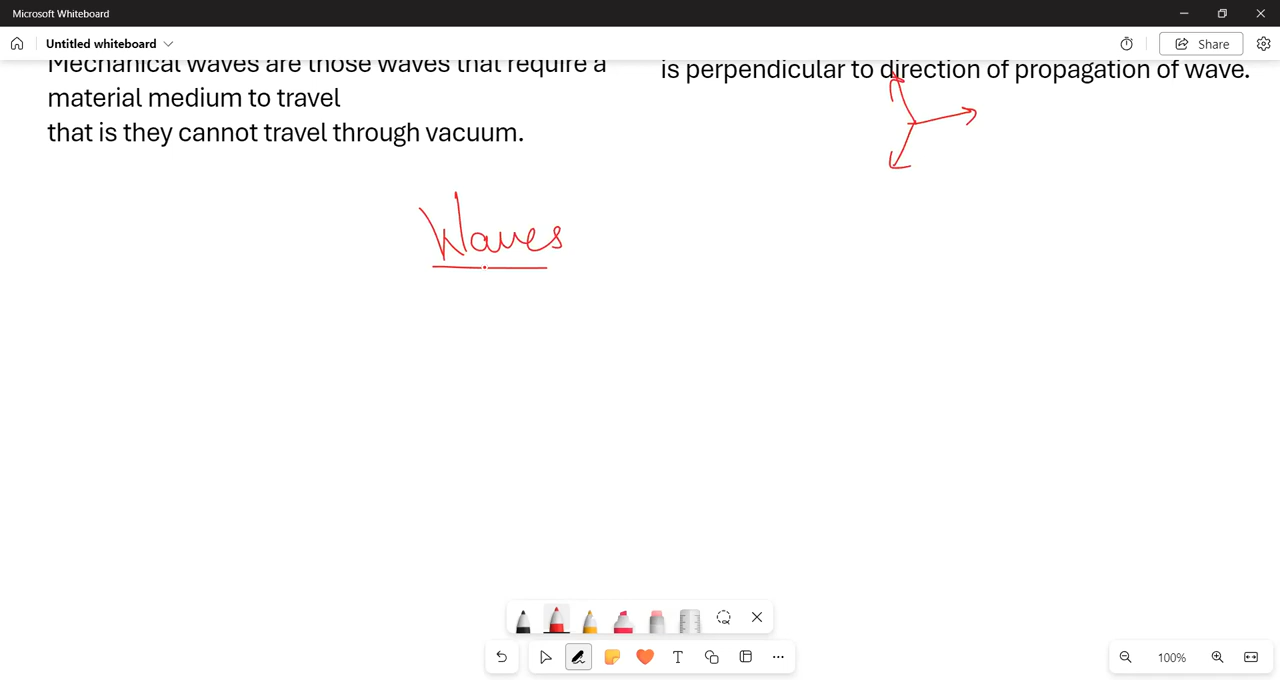 Microsoft Whiteboard
Untitled whiteboard
Share
Mechanical waves are those waves that require a
material medium to travel
that is they cannot travel through vacuum.
is perpendicular to direction of propagation of wave.
Waves
100%